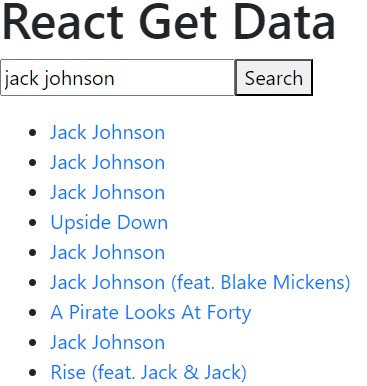 React Get Data
jack johnson Search
Jack Johnson
Jack Johnson
Jack Johnson
Upside Down
Jack Johnson
Jack Johnson (feat. Blake Mickens)
A Pirate Looks At Forty
Jack Johnson
Rise (feat. Jack & Jack)